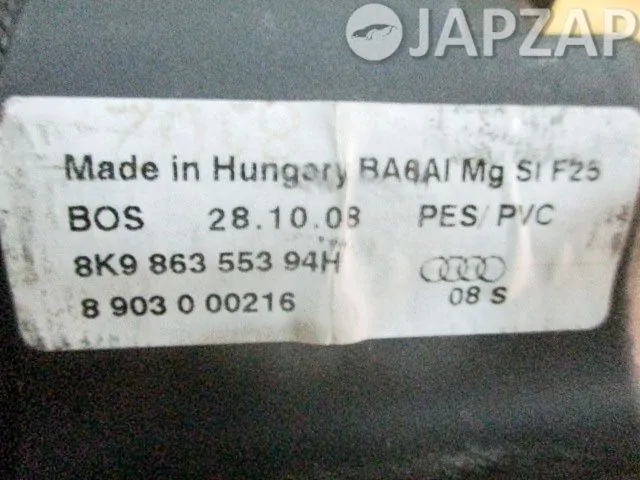 JAPZAP
Made in Hungary BA6Al Mg SI F25
BOS 28.10.08 PES/PVC
8K9 863 553 94H
08 S
8 903 0 00216